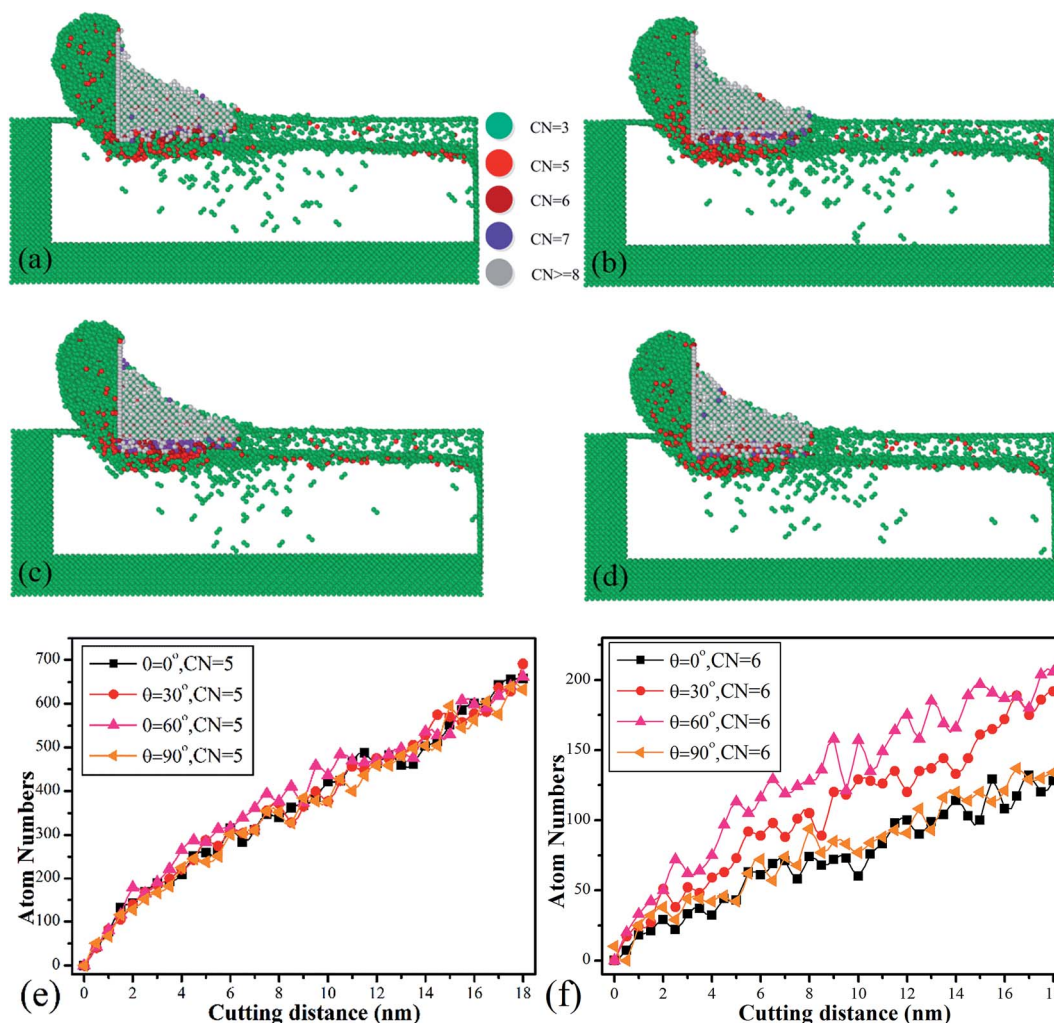 CN=3
CN=5
CN=6
CN=7
CN>=8
(a)
(b)
(c)
(d)
700
600
500
400
300
200
100
0
Atom Numbers
θ=0°,CN=5
θ=30°,CN=5
θ=60°,CN=5
θ=90°,CN=5
0 2 4 6 8 10 12 14 16 18
(e)
Cutting distance (nm)
200
150
100
50
0
Atom Numbers
θ=0°,CN=6
θ=30°,CN=6
θ=60°,CN=6
θ=90°,CN=6
0 2 4 6 8 10 12 14 16 18
(f)
Cutting distance (nm)